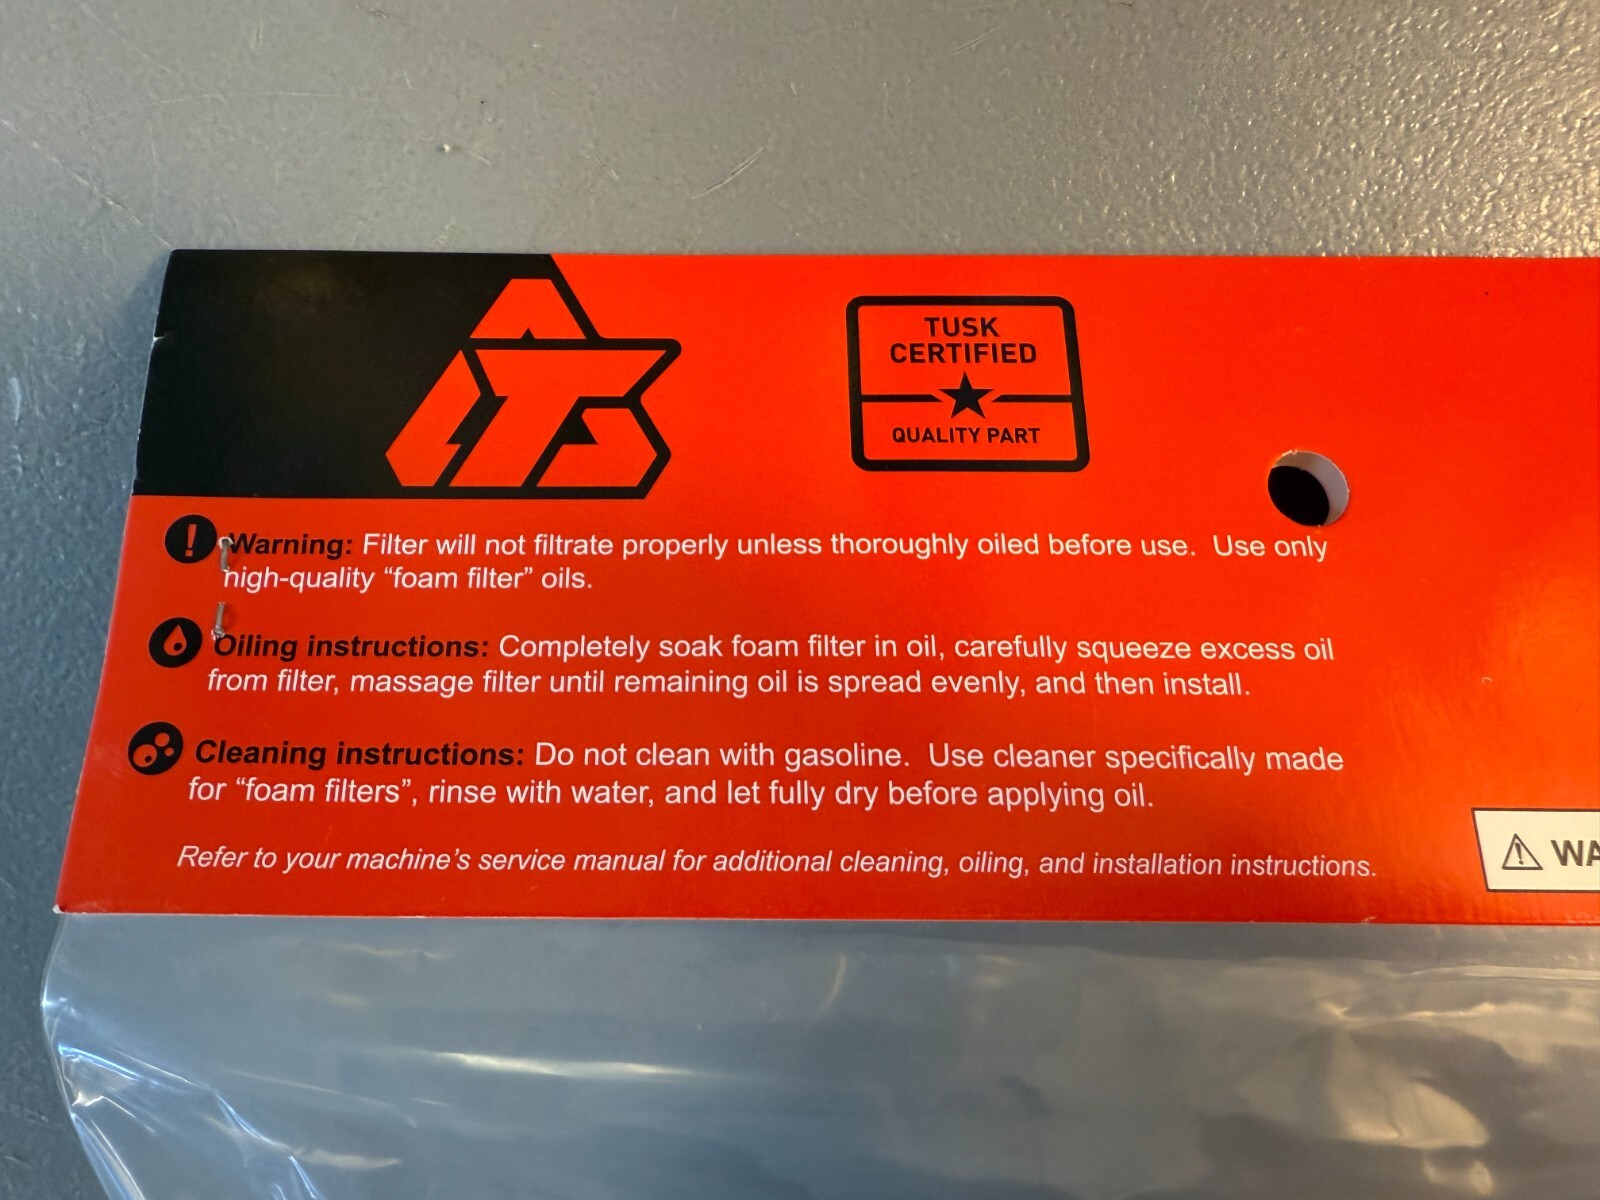 TUSK
CERTIFIED
QUALITY PART
Warning: Filter will not filtrate properly unless thoroughly oiled before use. Use only
high-quality “foam filter” oils.
Oiling instructions: Completely soak foam filter in oil, carefully squeeze excess oil
from filter, massage filter until remaining oil is spread evenly, and then install.
Cleaning instructions: Do not clean with gasoline. Use cleaner specifically made
for “foam filters”, rinse with water, and let fully dry before applying oil.
Refer to your machine’s service manual for additional cleaning, oiling, and installation instructions.